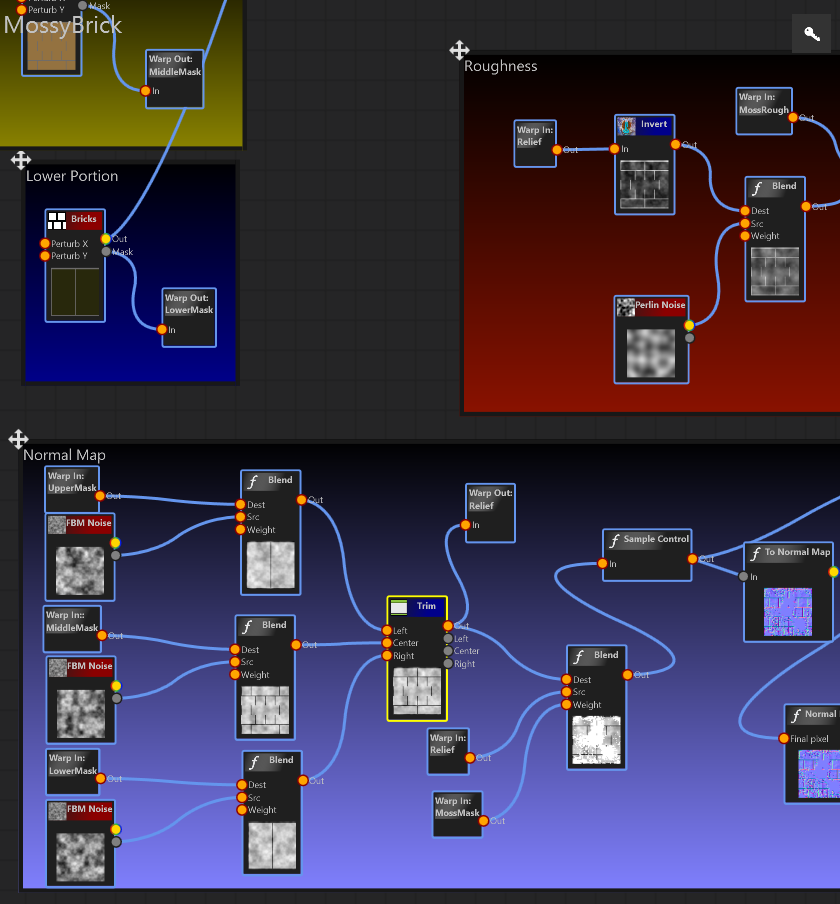 Mask
Perturb Y
MossyBrick
Warp Out:
MiddleMask
In
Lower Portion
Bricks
Perturb X
Perturb Y
Out
Mask
Warp Out:
LowerMask
In
Roughness
Warp In:
Relief
Out
Invert
In
Out
Warp In:
MossRough
Out
Blend
Dest
Src
Weight
Out
Perlin Noise
Normal Map
Warp In:
UpperMask
Out
FBM Noise
Blend
Dest
Src
Weight
Out
Warp In:
MiddleMask
Out
FBM Noise
Blend
Dest
Src
Weight
Out
Warp In:
LowerMask
Out
FBM Noise
Blend
Dest
Src
Weight
Out
Trim
Left
Center
Right
Out
Left
Center
Right
Warp Out:
Relief
In
Warp In:
Relief
Out
Warp In:
MossMask
Out
Blend
Dest
Src
Weight
Out
Sample Control
In
Out
To Normal Map
In
Normal
Final pixel